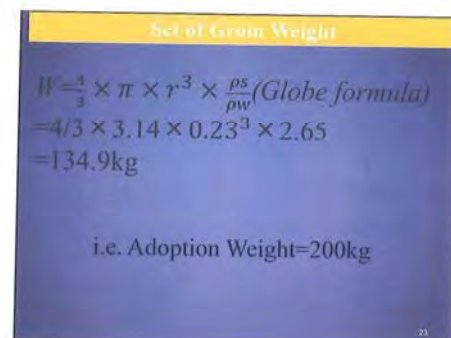 Set of Groin Weight
W=4/3 × π × r³ × ρs/ρw (Globe formula)
=4/3 × 3.14 × 0.23³ × 2.65
=134.9kg
i.e. Adoption Weight=200kg
23